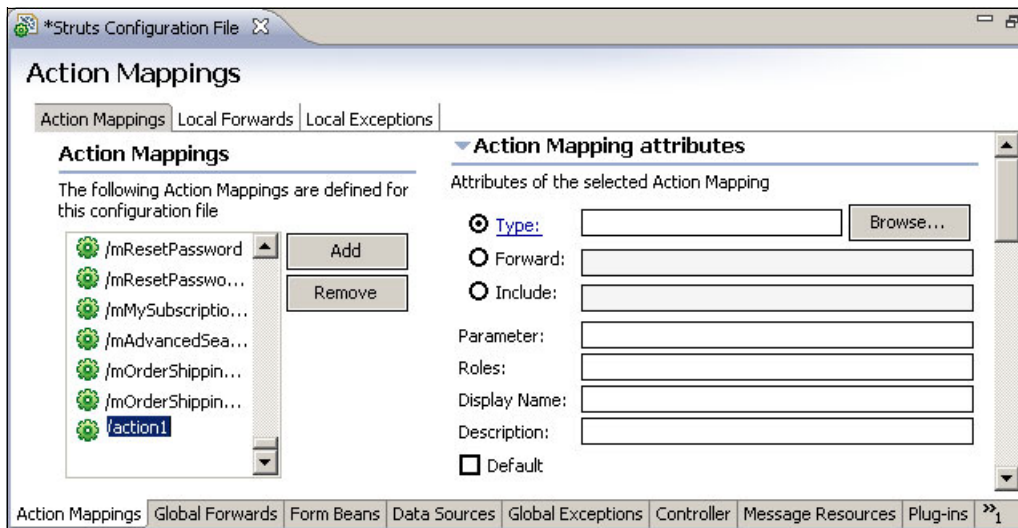 *Struts Configuration File
Action Mappings
Action Mappings Local Forwards Local Exceptions
Action Mappings
The following Action Mappings are defined for
this configuration file
/mResetPassword
/mResetPasswo...
/mMySubscriptio...
/mAdvancedSea...
/mOrderShippin...
/mOrderShippin...
/action1
Add
Remove
Action Mapping attributes
Attributes of the selected Action Mapping
Type:
Browse...
Forward:
Include:
Parameter:
Roles:
Display Name:
Description:
Default
Action Mappings Global Forwards Form Beans Data Sources Global Exceptions Controller Message Resources Plug-ins »1